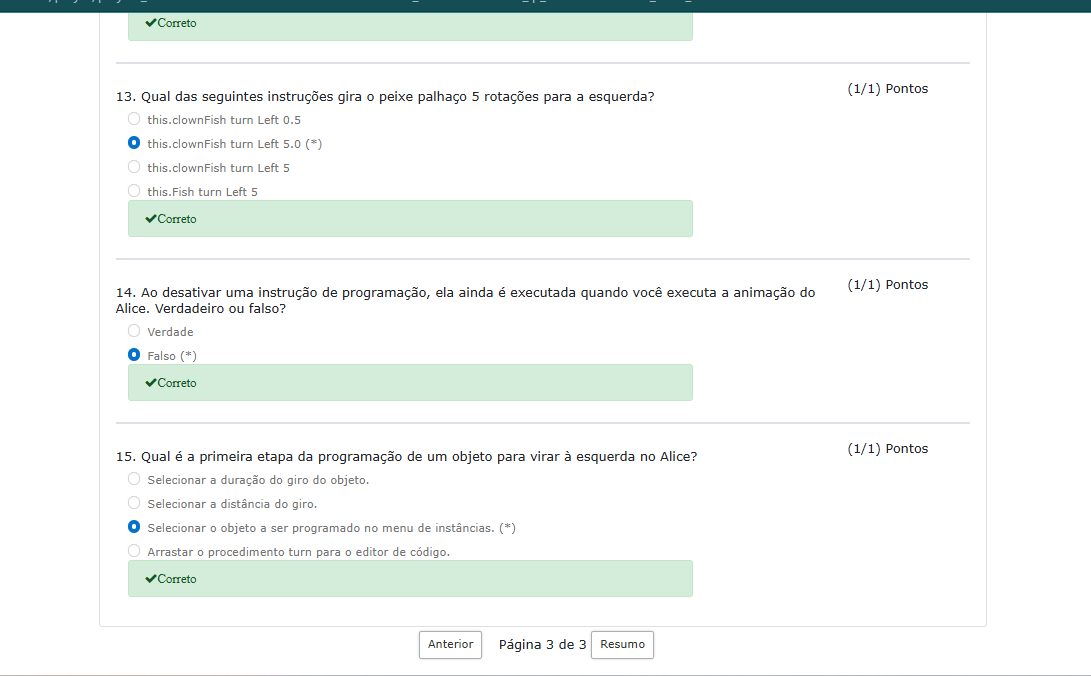 Correto
13. Qual das seguintes instruções gira o peixe palhaço 5 rotações para a esquerda?
(1/1) Pontos
this.clownFish turn Left 0.5
this.clownFish turn Left 5.0 (*)
this.clownFish turn Left 5
this.Fish turn Left 5
Correto
14. Ao desativar uma instrução de programação, ela ainda é executada quando você executa a animação do
Alice. Verdadeiro ou falso?
(1/1) Pontos
Verdade
Falso (*)
Correto
15. Qual é a primeira etapa da programação de um objeto para virar à esquerda no Alice?
(1/1) Pontos
Selecionar a duração do giro do objeto.
Selecionar a distância do giro.
Selecionar o objeto a ser programado no menu de instâncias. (*)
Arrastar o procedimento turn para o editor de código.
Correto
Anterior
Página 3 de 3
Resumo